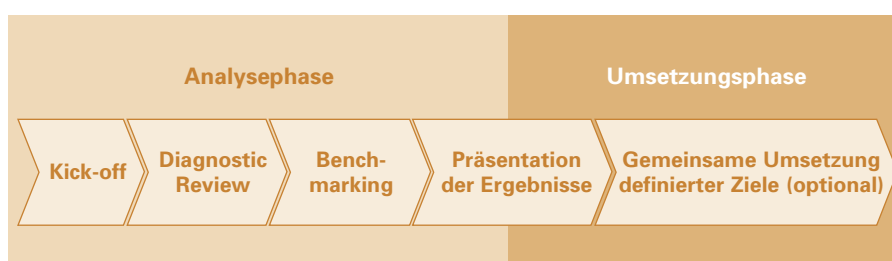 Analysephase
Umsetzungsphase
Kick-off
Diagnostic
Review
Bench-
marking
Präsentation
der Ergebnisse
Gemeinsame Umsetzung
definierter Ziele (optional)